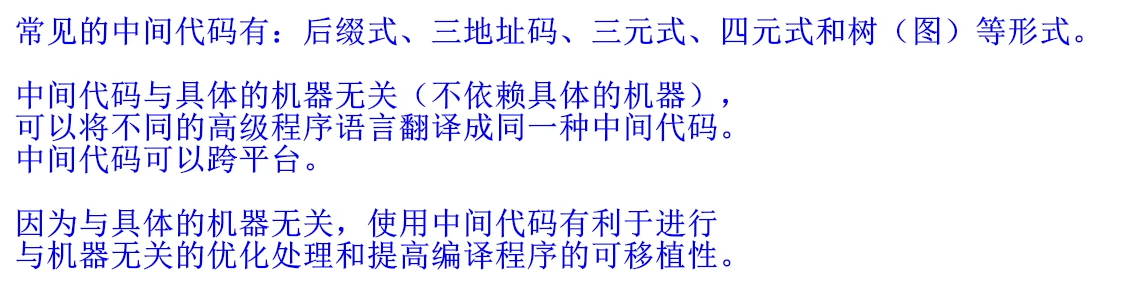 常见的中间代码有：后缀式、三地址码、三元式、四元式和树（图）等形式。
中间代码与具体的机器无关（不依赖具体的机器），
可以将不同的高级程序语言翻译成同一种中间代码。
中间代码可以跨平台。
因为与具体的机器无关，使用中间代码有利于进行
与机器无关的优化处理和提高编译程序的可移植性。